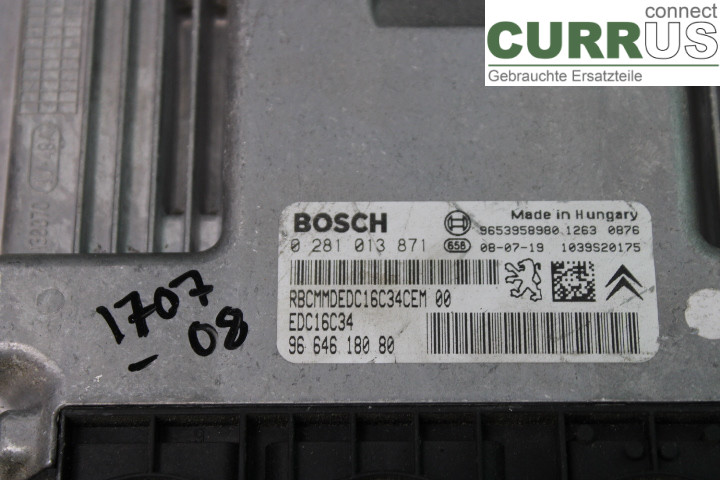 connect
CURRUS
Gebrauchte Ersatzteile
BOSCH
Made in Hungary
0 281 013 871
9653958980.1263 0876
656 08-07-19 1039S20175
RBCMMDEDC16C34CEM 00
EDC16C34
96 646 180 80
1707
- 08